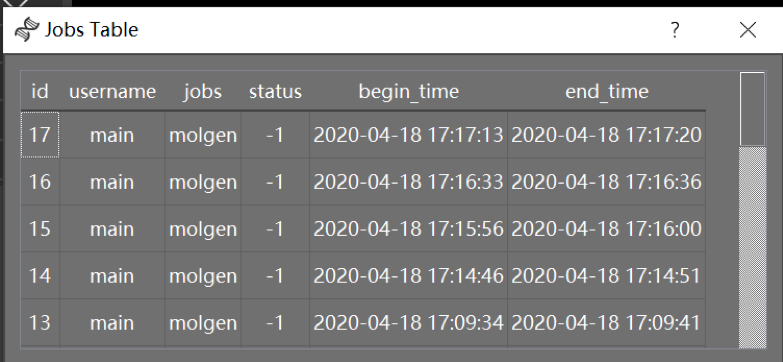 Jobs Table ?
id username jobs status begin_time end_time
17 main molgen -1 2020-04-18 17:17:13 2020-04-18 17:17:20
16 main molgen -1 2020-04-18 17:16:33 2020-04-18 17:16:36
15 main molgen -1 2020-04-18 17:15:56 2020-04-18 17:16:00
14 main molgen -1 2020-04-18 17:14:46 2020-04-18 17:14:51
13 main molgen -1 2020-04-18 17:09:34 2020-04-18 17:09:41